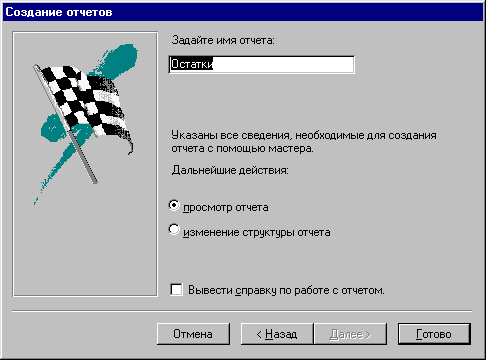 Создание отчетов
Задайте имя отчета:
Остатки
Указаны все сведения, необходимые для создания
отчета с помощью мастера.
Дальнейшие действия:
просмотр отчета
изменение структуры отчета
Вывести справку по работе с отчетом.
Отмена
< Назад
Далее >
Готово